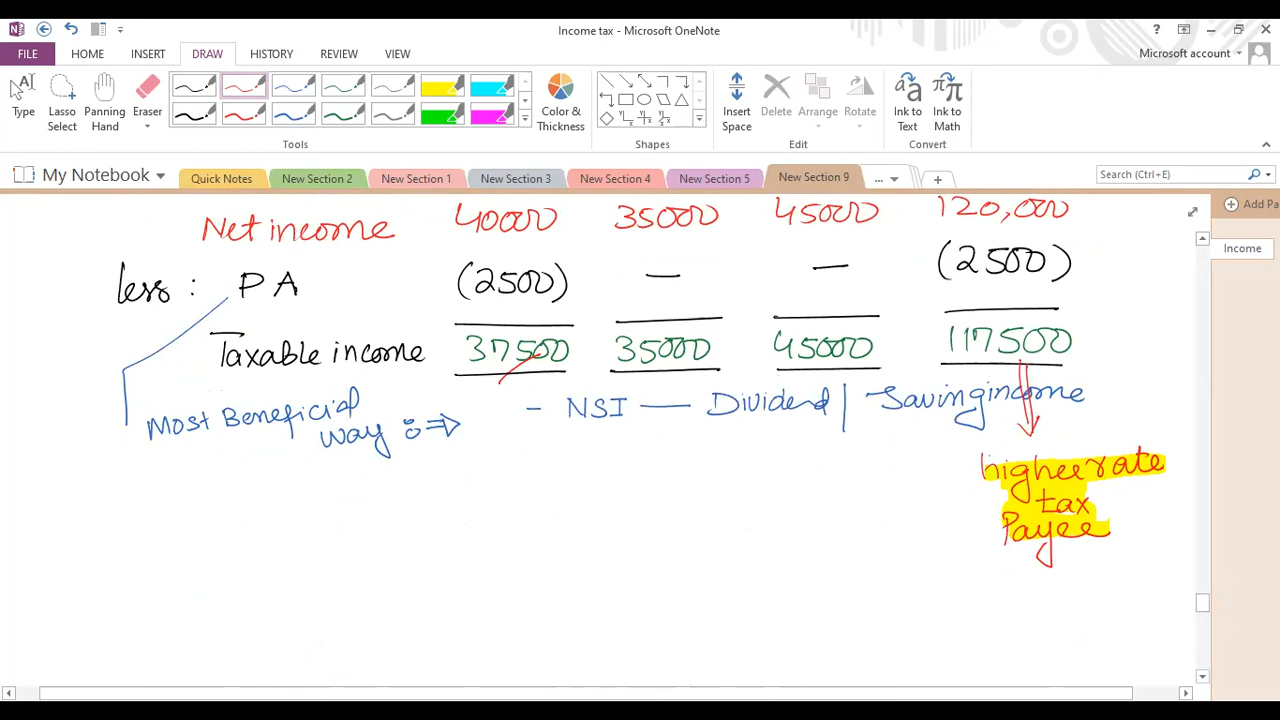 Income tax - Microsoft OneNote
FILE HOME INSERT DRAW HISTORY REVIEW VIEW
Microsoft account
Type Lasso Select Panning Hand Eraser Color & Thickness Insert Space Delete Arrange Rotate Ink to Text Ink to Math
Tools Shapes Edit Convert
My Notebook Quick Notes New Section 2 New Section 1 New Section 3 New Section 4 New Section 5 New Section 9 ... Search (Ctrl+E)
Add Pa
Income
Net income 40000 35000 45000 120,000
less : PA (2500) — — (2500)
Taxable income 37500 35000 45000 117500
Most Beneficial way :⇒ - NSI — Dividend | Saving income
higher rate
tax
Payee